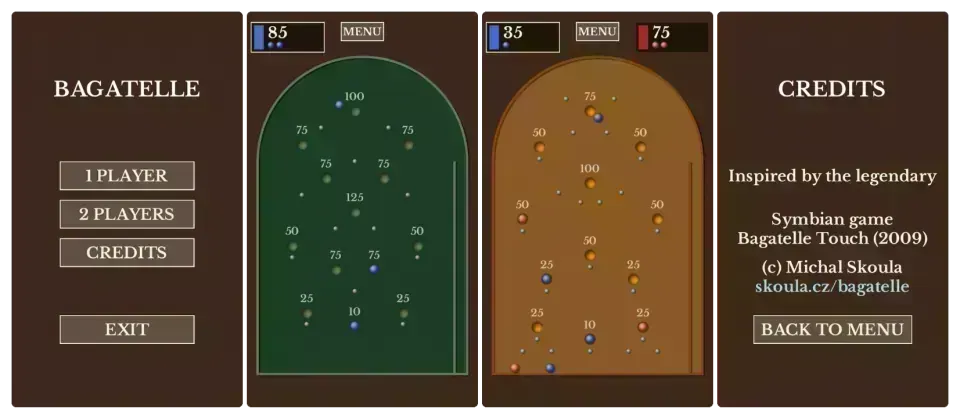 BAGATELLE
1 PLAYER
2 PLAYERS
CREDITS
EXIT
85
MENU
100
75
75
75
75
125
50
50
75
75
25
25
10
35
MENU
75
75
50
50
100
50
50
50
25
25
25
10
25
CREDITS
Inspired by the legendary
Symbian game
Bagatelle Touch (2009)
(c) Michal Skoula
skoula.cz/bagatelle
BACK TO MENU